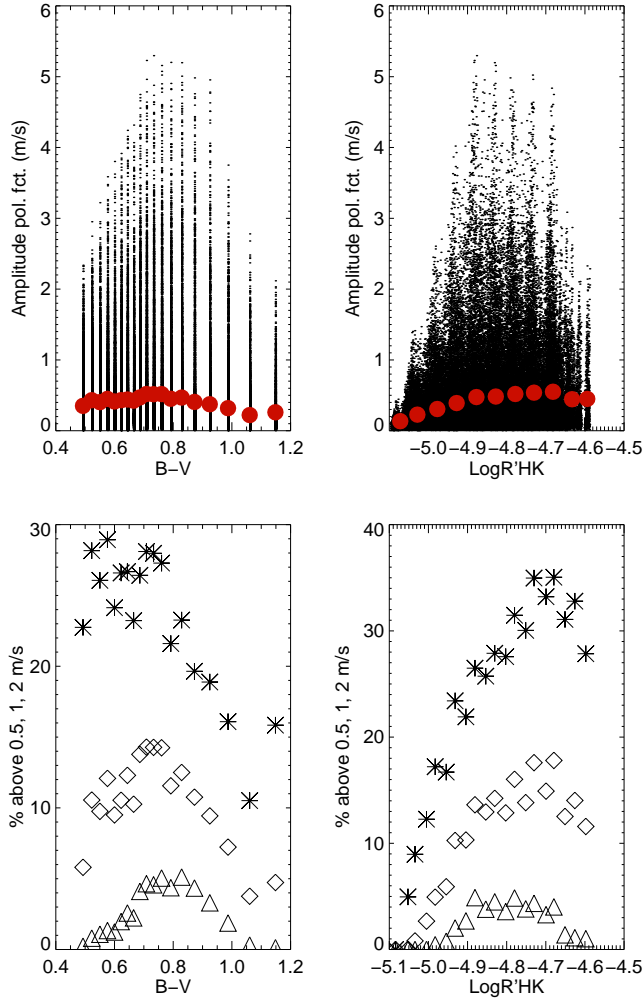 6
5
4
3
2
1
0
Amplitude pol. fct. (m/s)
0.4 0.6 0.8 1.0 1.2
B−V
6
5
4
3
2
1
0
Amplitude pol. fct. (m/s)
−5.0 −4.9 −4.8 −4.7 −4.6 −4.5
LogR'HK
30
20
10
0
% above 0.5, 1, 2 m/s
0.4 0.6 0.8 1.0 1.2
B−V
40
30
20
10
0
% above 0.5, 1, 2 m/s
−5.1 −5.0 −4.9 −4.8 −4.7 −4.6 −4.5
LogR'HK